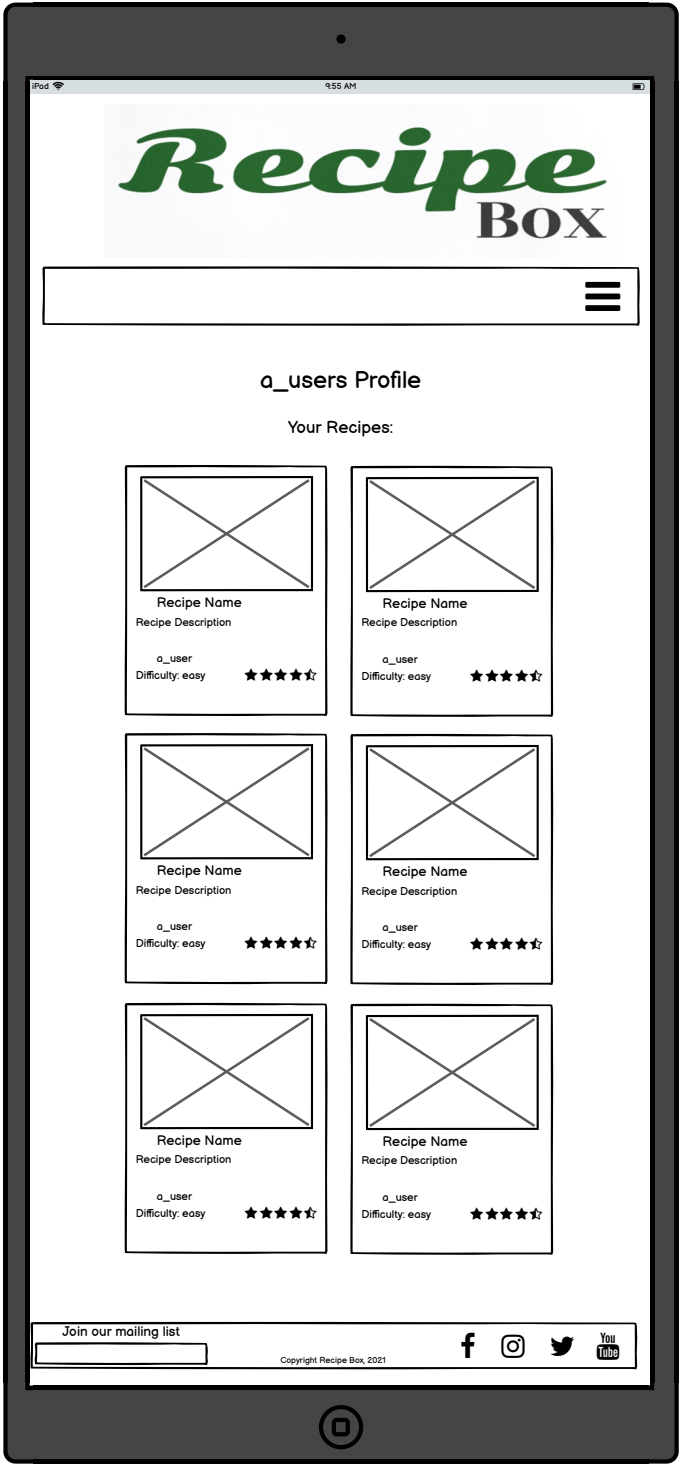 iPad 9:55 AM
Recipe
Box
a_users Profile
Your Recipes:
Recipe Name
Recipe Description
a_user
Difficulty: easy
Recipe Name
Recipe Description
a_user
Difficulty: easy
Recipe Name
Recipe Description
a_user
Difficulty: easy
Recipe Name
Recipe Description
a_user
Difficulty: easy
Recipe Name
Recipe Description
a_user
Difficulty: easy
Recipe Name
Recipe Description
a_user
Difficulty: easy
Join our mailing list
Copyright Recipe Box, 2021
You
Tube